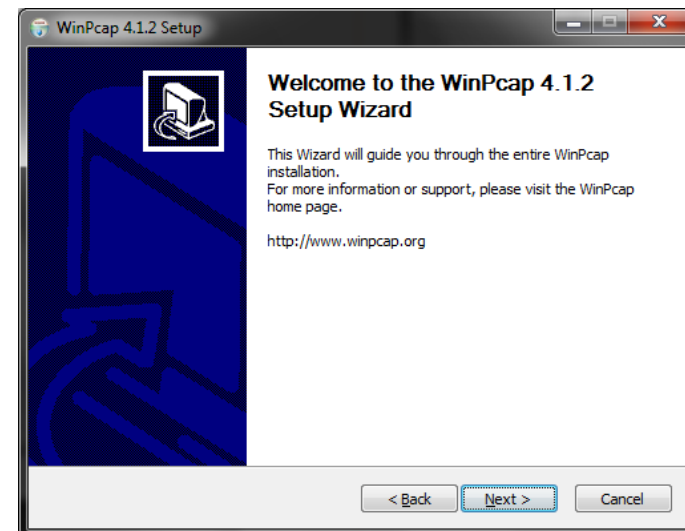 WinPcap 4.1.2 Setup
Welcome to the WinPcap 4.1.2
Setup Wizard
This Wizard will guide you through the entire WinPcap
installation.
For more information or support, please visit the WinPcap
home page.
http://www.winpcap.org
< Back
Next >
Cancel